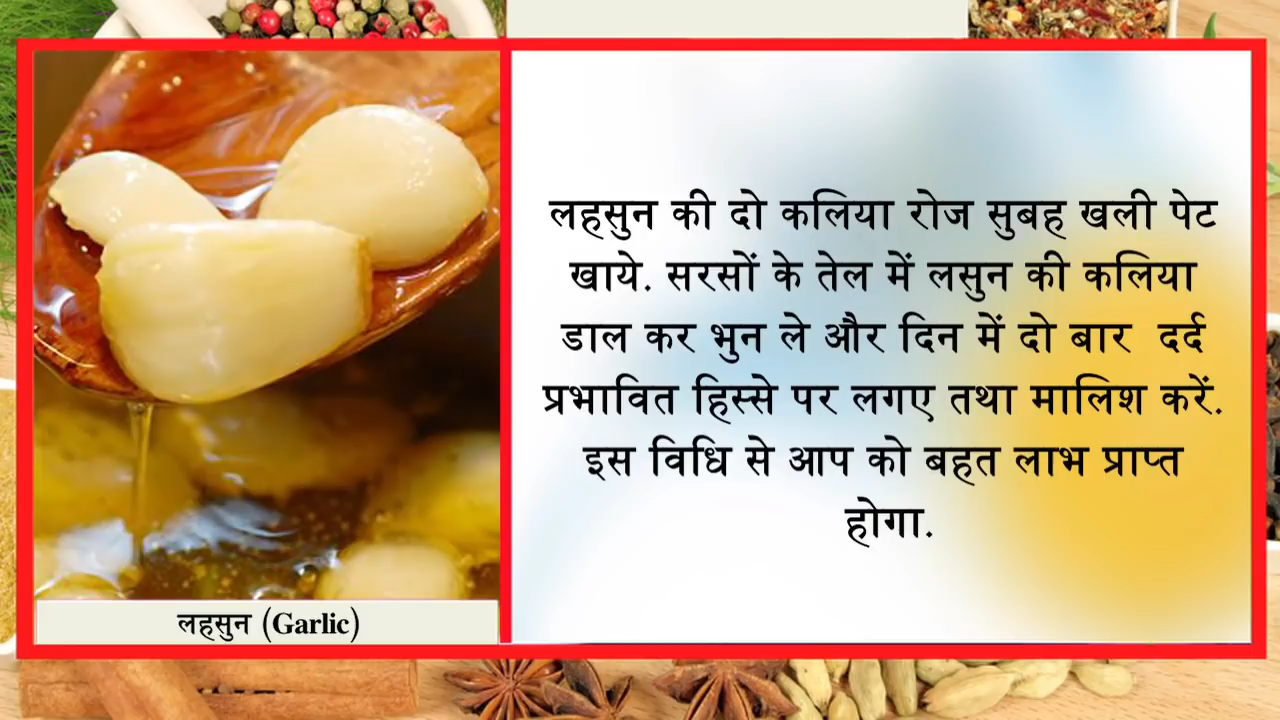 लहसुन की दो कलिया रोज सुबह खली पेट
खाये. सरसों के तेल में लसुन की कलिया
डाल कर भुन ले और दिन में दो बार दर्द
प्रभावित हिस्से पर लगए तथा मालिश करें.
इस विधि से आप को बहत लाभ प्राप्त
होगा.
लहसुन (Garlic)